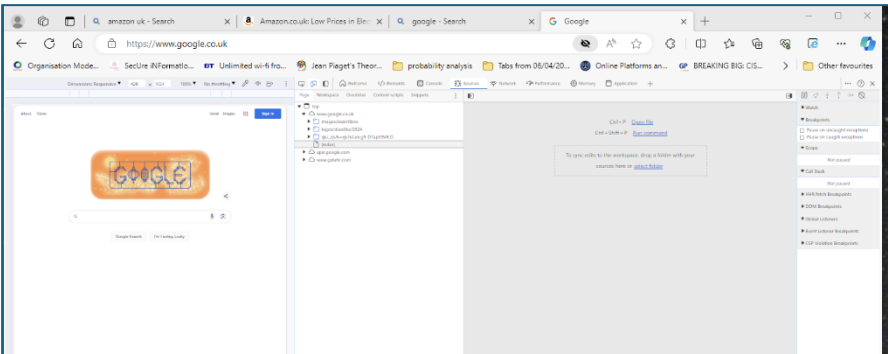 amazon uk - Search
Amazon.co.uk: Low Prices in Elec
google - Search
Google
https://www.google.co.uk
Organisation Mode...
SecUre iNFormatio...
BT Unlimited wi-fi fro...
Jean Piaget's Theor...
probability analysis
Tabs from 06/04/20...
Online Platforms an...
GP BREAKING BIG: CIS...
Other favourites
Dimensions: Responsive
100%
No throttling
Welcome
Elements
Console
Sources
Network
Performance
Memory
Application
Page
Workspace
Overrides
Content scripts
Snippets
top
www.google.co.uk
(index)
apis.google.com
www.gstatic.com
Ctrl + P Open file
Ctrl + Shift + P Run command
To sync edits to the workspace, drop a folder with your
sources here or select folder
Watch
Breakpoints
Pause on uncaught exceptions
Pause on caught exceptions
Scope
Not paused
Call Stack
Not paused
XHR/fetch Breakpoints
DOM Breakpoints
Global Listeners
Event Listener Breakpoints
CSP Violation Breakpoints
About Store
Gmail Images
Sign in
GOOGLE
Google Search
I'm Feeling Lucky